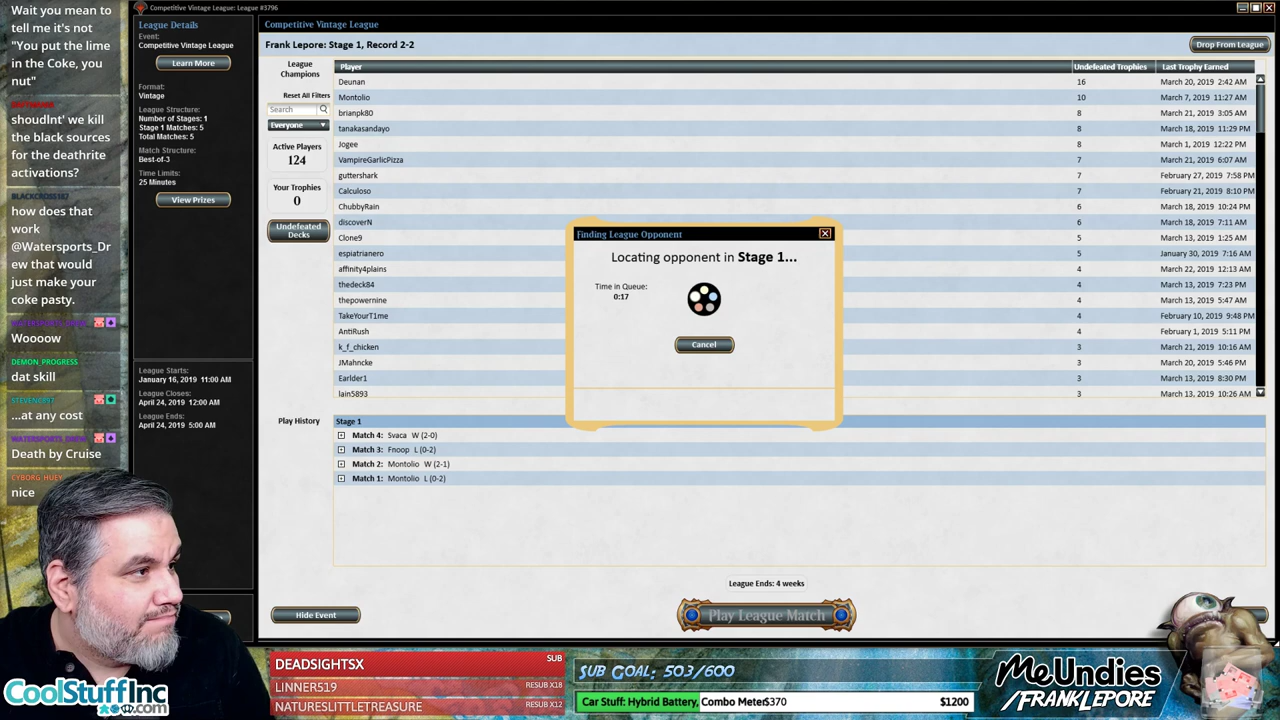 Wait you mean to
tell me it's not
"You put the lime
in the Coke, you
nut"
shouldnt' we kill
the black sources
for the deathrite
activations?
how does that
work
@Watersports_Dr
ew that would
just make your
coke pasty.
Woooow
DEMON_PROGRESS
dat skill
...at any cost
Death by Cruise
CYBORG_HUEY
nice
Competitive Vintage League: League #3796
League Details
Event:
Competitive Vintage League
Learn More
Format:
Vintage
League Structure:
Number of Stages: 1
Stage 1 Matches: 5
Total Matches: 5
Match Structure:
Best-of-3
Time Limits:
25 Minutes
View Prizes
League Starts:
January 16, 2019 11:00 AM
League Closes:
April 24, 2019 12:00 AM
League Ends:
April 24, 2019 5:00 AM
Competitive Vintage League
Frank Lepore: Stage 1, Record 2-2
Drop From League
League
Champions
Reset All Filters
Search
Everyone
Active Players
124
Your Trophies
0
Undefeated
Decks
Player Undefeated Trophies Last Trophy Earned
Deunan 16 March 20, 2019 2:42 AM
Montolio 10 March 7, 2019 11:27 AM
brianpk80 8 March 21, 2019 3:05 AM
tanakasandayo 8 March 18, 2019 11:29 PM
Jogee 8 March 1, 2019 12:22 PM
VampireGarlicPizza 7 March 21, 2019 6:07 AM
guttershark 7 February 27, 2019 7:58 PM
Calculoso 7 February 21, 2019 8:10 PM
ChubbyRain 6 March 18, 2019 10:24 PM
discoverN 6 March 18, 2019 7:11 AM
Clone9 5 March 13, 2019 1:25 AM
espiatrianero 5 January 30, 2019 7:16 AM
affinity4plains 4 March 22, 2019 12:13 AM
thedeck84 4 March 13, 2019 7:23 PM
thepowernine 4 March 13, 2019 5:47 AM
TakeYourT1me 4 February 10, 2019 9:48 PM
AntiRush 4 February 1, 2019 5:11 PM
k_f_chicken 3 March 21, 2019 10:16 AM
JMahncke 3 March 20, 2019 5:46 PM
Earlder1 3 March 13, 2019 8:30 PM
lain5893 3 March 13, 2019 10:26 AM
Finding League Opponent
Locating opponent in Stage 1...
Time in Queue:
0:17
Cancel
Play History
Stage 1
Match 4: Svaca W (2-0)
Match 3: Fnoop L (0-2)
Match 2: Montolio W (2-1)
Match 1: Montolio L (0-2)
League Ends: 4 weeks
Hide Event
Play League Match
CoolStuffInc
.com
DEADSIGHTSX SUB
LINNER519 RESUB X18
NATURESLITTLETREASURE RESUB X12
SUB GOAL: 503/600
Car Stuff: Hybrid Battery, Combo Meter$370 $1200
MeUndies
/FRANKLEPORE